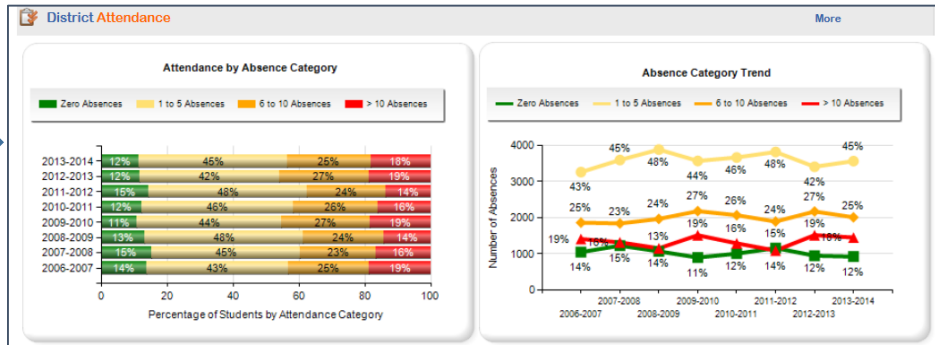 District Attendance
More
Attendance by Absence Category
Zero Absences 1 to 5 Absences 6 to 10 Absences > 10 Absences
2013-2014 12% 45% 25% 18%
2012-2013 12% 42% 27% 19%
2011-2012 15% 48% 24% 14%
2010-2011 12% 46% 26% 16%
2009-2010 11% 44% 27% 19%
2008-2009 13% 48% 24% 14%
2007-2008 15% 45% 23% 16%
2006-2007 14% 43% 25% 19%
0 20 40 60 80 100
Percentage of Students by Attendance Category
Absence Category Trend
Zero Absences 1 to 5 Absences 6 to 10 Absences > 10 Absences
Number of Absences
4000
3000
2000
1000
0
43% 45% 48% 44% 46% 48% 42% 45%
25% 23% 24% 27% 26% 24% 27% 25%
19% 16% 13% 19% 16% 15% 19% 18%
14% 15% 14% 11% 12% 14% 12% 12%
2007-2008 2009-2010 2011-2012 2013-2014
2006-2007 2008-2009 2010-2011 2012-2013